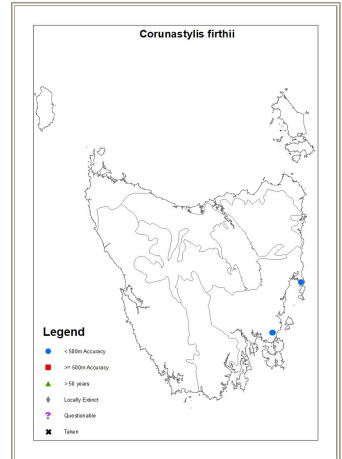 Corunastylis firthii
Legend
< 500m Accuracy
>= 500m Accuracy
> 50 years
Locally Extinct
? Questionable
Taken